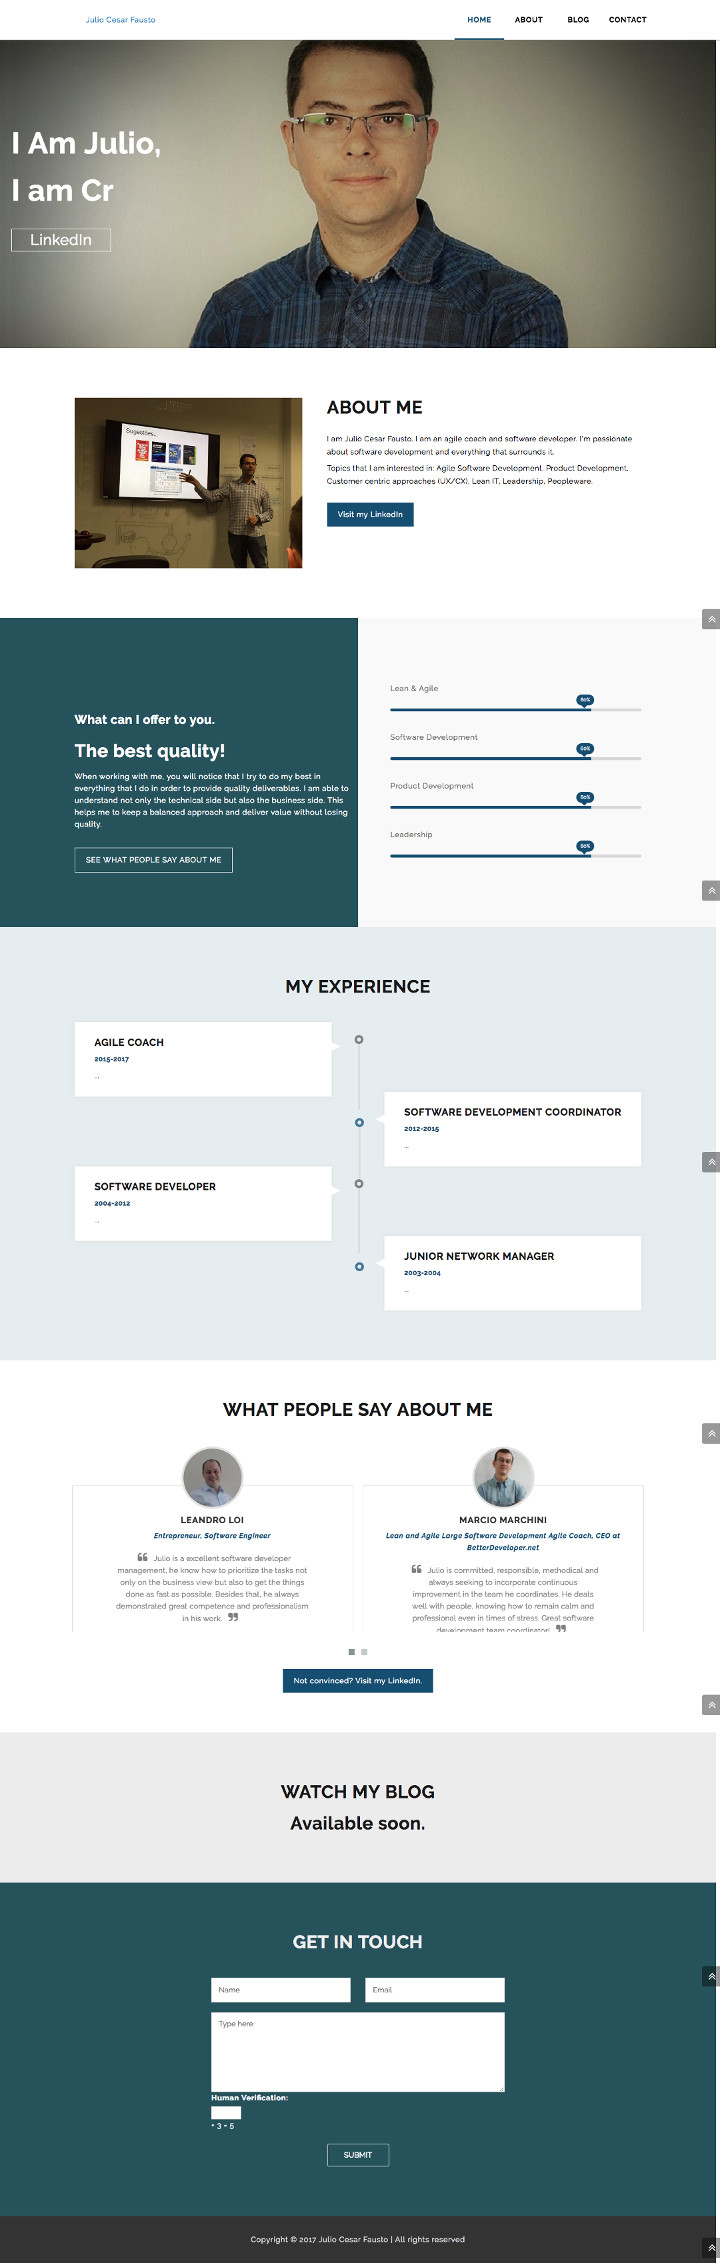 Julio Cesar Fausto
HOME
ABOUT
BLOG
CONTACT
I Am Julio,
I am Cr
LinkedIn
Sugestões...
ABOUT ME
I am Julio Cesar Fausto. I am an agile coach and software developer. I'm passionate
about software development and everything that surrounds it.
Topics that I am interested in: Agile Software Development, Product Development,
Customer centric approaches (UX/CX), Lean IT, Leadership, Peopleware.
Visit my LinkedIn
What can I offer to you.
The best quality!
When working with me, you will notice that I try to do my best in
everything that I do in order to provide quality deliverables. I am able to
understand not only the technical side but also the business side. This
helps me to keep a balanced approach and deliver value without losing
quality.
SEE WHAT PEOPLE SAY ABOUT ME
Lean & Agile
Software Development
Product Development
Leadership
MY EXPERIENCE
AGILE COACH
2015-2017
...
SOFTWARE DEVELOPMENT COORDINATOR
2012-2015
...
SOFTWARE DEVELOPER
2004-2012
...
JUNIOR NETWORK MANAGER
2003-2004
...
WHAT PEOPLE SAY ABOUT ME
LEANDRO LOI
Entrepreneur, Software Engineer
❝ Julio is a excellent software developer
management, he know how to prioritize the tasks not
only on the business view but also to get the things
done as fast as possible. Besides that, he always
demonstrated great competence and professionalism
in his work. ❞
MARCIO MARCHINI
Lean and Agile Large Software Development Agile Coach, CEO at
BetterDeveloper.net
❝ Julio is committed, responsible, methodical and
always seeking to incorporate continuous
improvement in the team he coordinates. He deals
well with people, knowing how to remain calm and
professional even in times of stress. Great software
development team coordinator! ❞
Not convinced? Visit my LinkedIn.
WATCH MY BLOG
Available soon.
GET IN TOUCH
Name
Email
Type here
Human Verification:
+ 3 = 5
SUBMIT
Copyright © 2017 Julio Cesar Fausto | All rights reserved